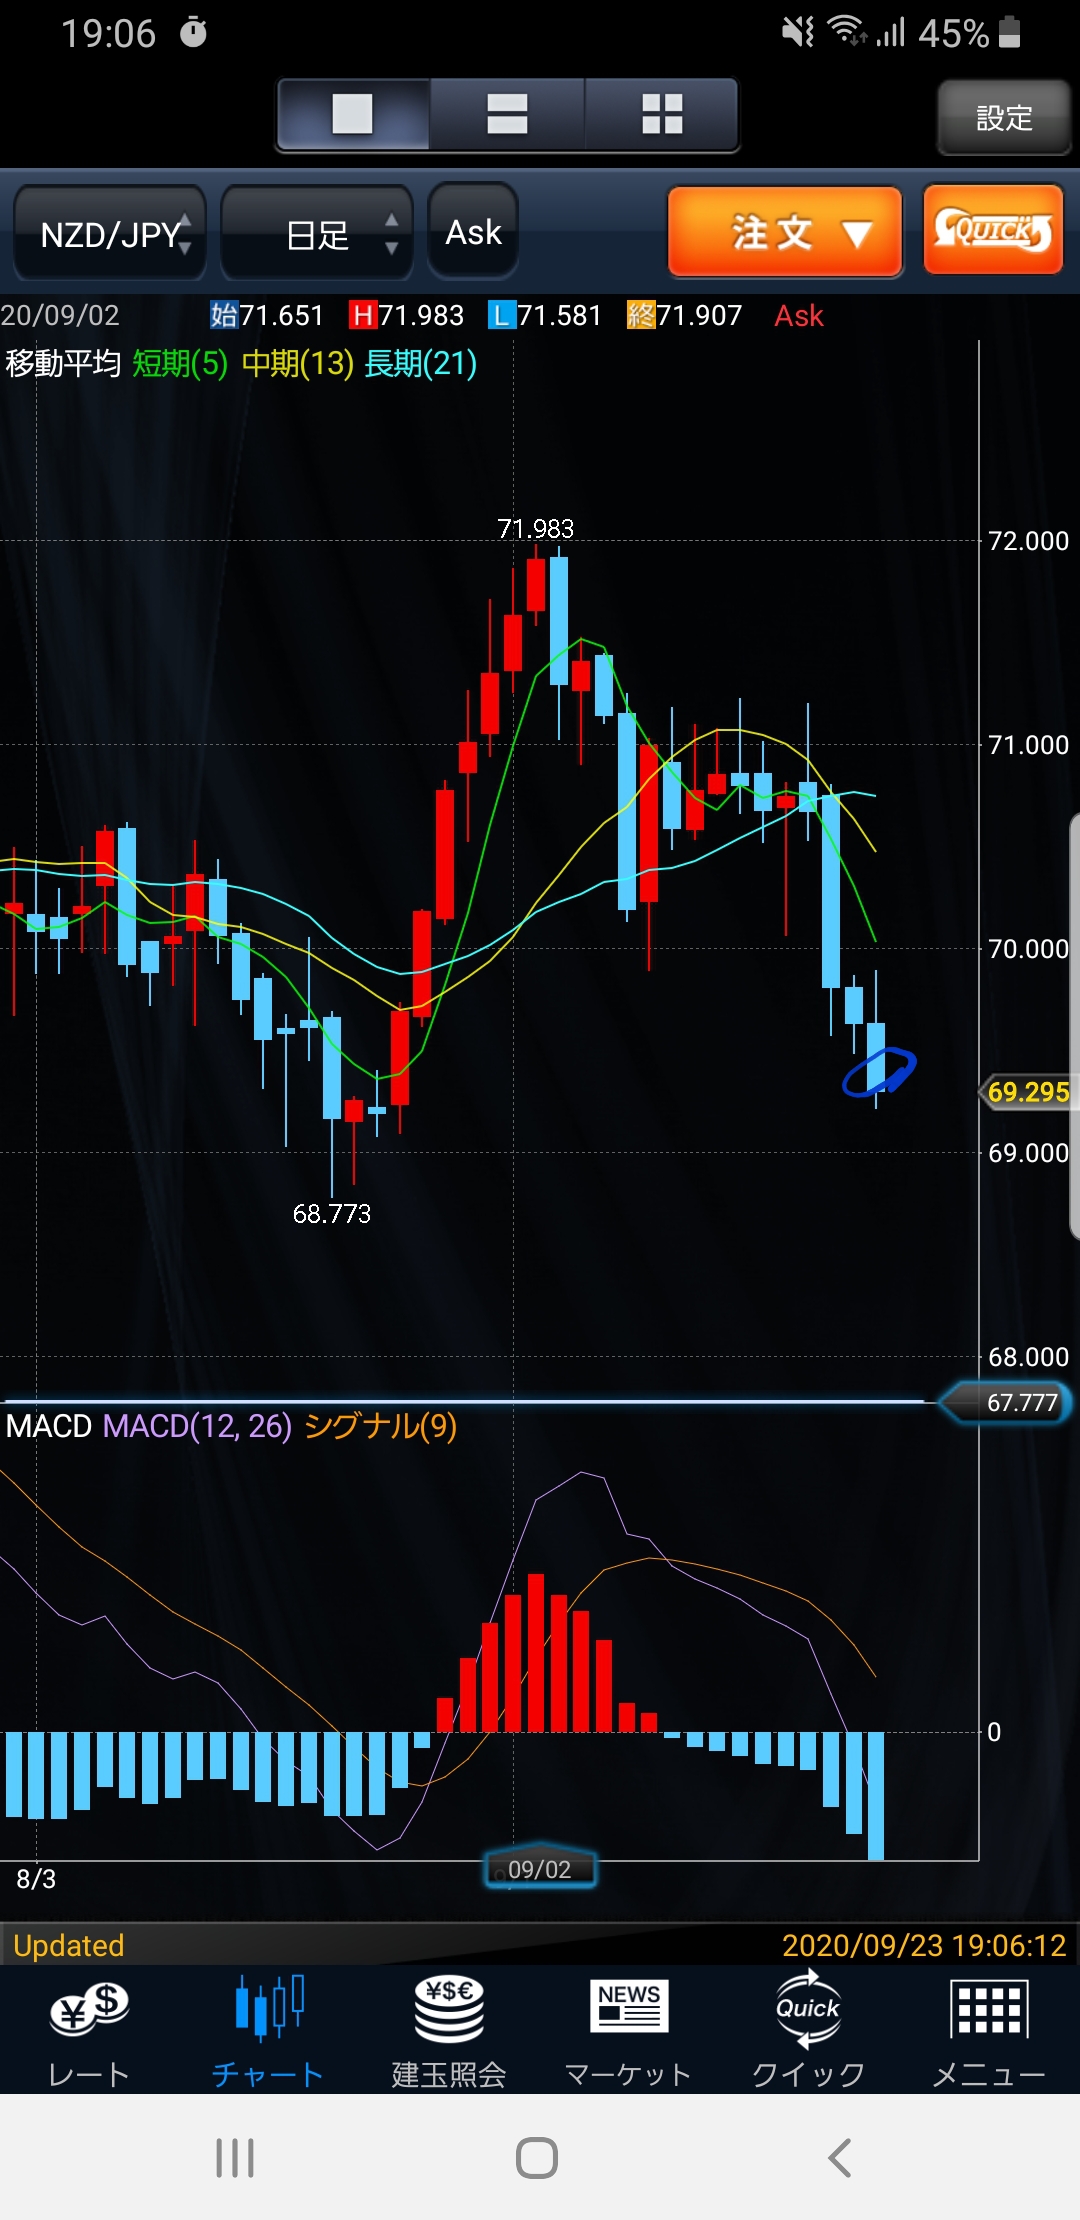 19:06 45%
設定
NZD/JPY 日足 Ask 注文 ▼ QUICK
20/09/02 始71.651 H71.983 L71.581 終71.907 Ask
移動平均 短期(5) 中期(13) 長期(21)
71.983
72.000
71.000
70.000
69.295
69.000
68.773
68.000
67.777
MACD MACD(12, 26) シグナル(9)
0
8/3 09/02
Updated 2020/09/23 19:06:12
¥$ ¥$€ NEWS Quick
レート チャート 建玉照会 マーケット クイック メニュー